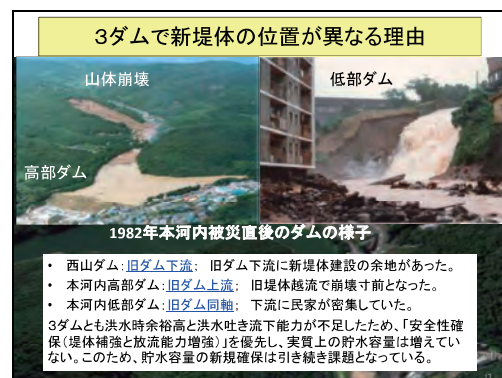 3ダムで新堤体の位置が異なる理由
山体崩壊
低部ダム
高部ダム
1982年本河内被災直後のダムの様子
• 西山ダム:旧ダム下流; 旧ダム下流に新堤体建設の余地があった。
• 本河内高部ダム:旧ダム上流; 旧堤体越流で崩壊寸前となった。
• 本河内低部ダム:旧ダム同軸; 下流に民家が密集していた。
3ダムとも洪水時余裕高と洪水吐き流下能力が不足したため、「安全性確
保(堤体補強と放流能力増強)」を優先し、実質上の貯水容量は増えてい
ない。このため、貯水容量の新規確保は引き続き課題となっている。